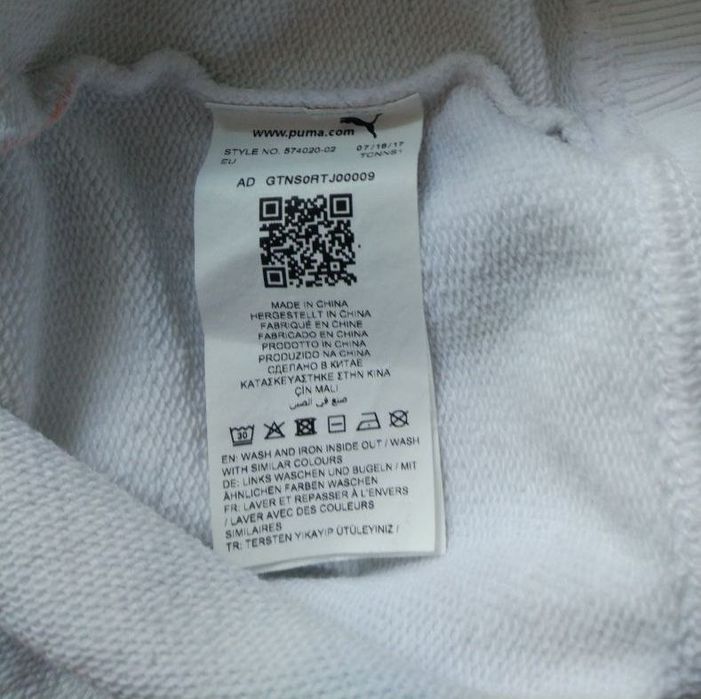 www.puma.com
STYLE NO. 574020-02 07/18/17
EU TCNNS1
AD GTNS0RTJ00009
MADE IN CHINA
HERGESTELLT IN CHINA
FABRIQUÉ EN CHINE
FABRICADO EN CHINA
PRODOTTO IN CHINA
PRODUZIDO NA CHINA
СДЕЛАНО В КИТАЕ
ΚΑΤΑΣΚΕΥΑΣΤΗΚΕ ΣΤΗΝ ΚΙΝΑ
ÇİN MALI
صنع في الصين
30
EN: WASH AND IRON INSIDE OUT / WASH
WITH SIMILAR COLOURS
DE: LINKS WASCHEN UND BUGELN / MIT
ÄHNLICHEN FARBEN WASCHEN
FR: LAVER ET REPASSER À L'ENVERS
/ LAVER AVEC DES COULEURS
SIMILAIRES
TR: TERSTEN YIKAYIP ÜTÜLEYINIZ /